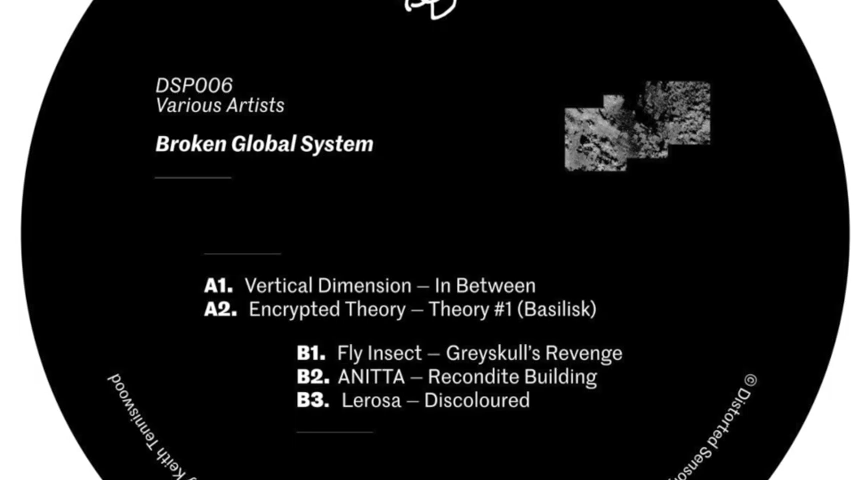 DSP006
Various Artists
Broken Global System
A1. Vertical Dimension – In Between
A2. Encrypted Theory – Theory #1 (Basilisk)
B1. Fly Insect – Greyskull's Revenge
B2. ANITTA – Recondite Building
B3. Lerosa – Discoloured
Keith Tenniswood
© Distorted